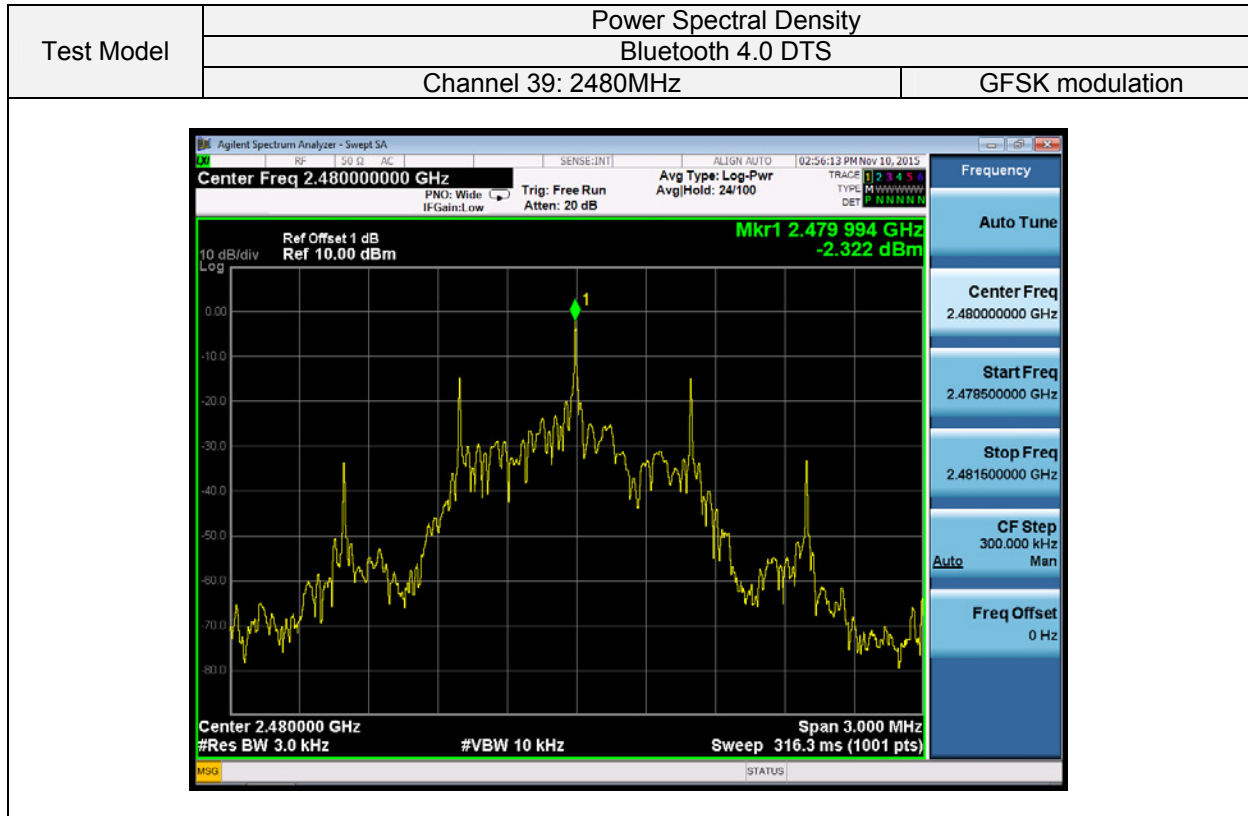 Test Model
Power Spectral Density
Bluetooth 4.0 DTS
Channel 39: 2480MHz GFSK modulation
Agilent Spectrum Analyzer - Swept SA
LXI RF 50 Ω AC SENSE:INT ALIGN AUTO 02:56:13 PM Nov 10, 2015
Center Freq 2.480000000 GHz
PNO: Wide
IFGain:Low
Trig: Free Run
Atten: 20 dB
Avg Type: Log-Pwr
Avg|Hold: 24/100
TRACE 1 2 3 4 5 6
TYPE M W W W W W
DET P N N N N N
Frequency
Auto Tune
Center Freq
2.480000000 GHz
Start Freq
2.478500000 GHz
Stop Freq
2.481500000 GHz
CF Step
300.000 kHz
Auto Man
Freq Offset
0 Hz
Mkr1 2.479 994 GHz
-2.322 dBm
Ref Offset 1 dB
10 dB/div Ref 10.00 dBm
Log
1
0.00
-10.0
-20.0
-30.0
-40.0
-50.0
-60.0
-70.0
-80.0
Center 2.480000 GHz Span 3.000 MHz
#Res BW 3.0 kHz #VBW 10 kHz Sweep 316.3 ms (1001 pts)
MSG STATUS